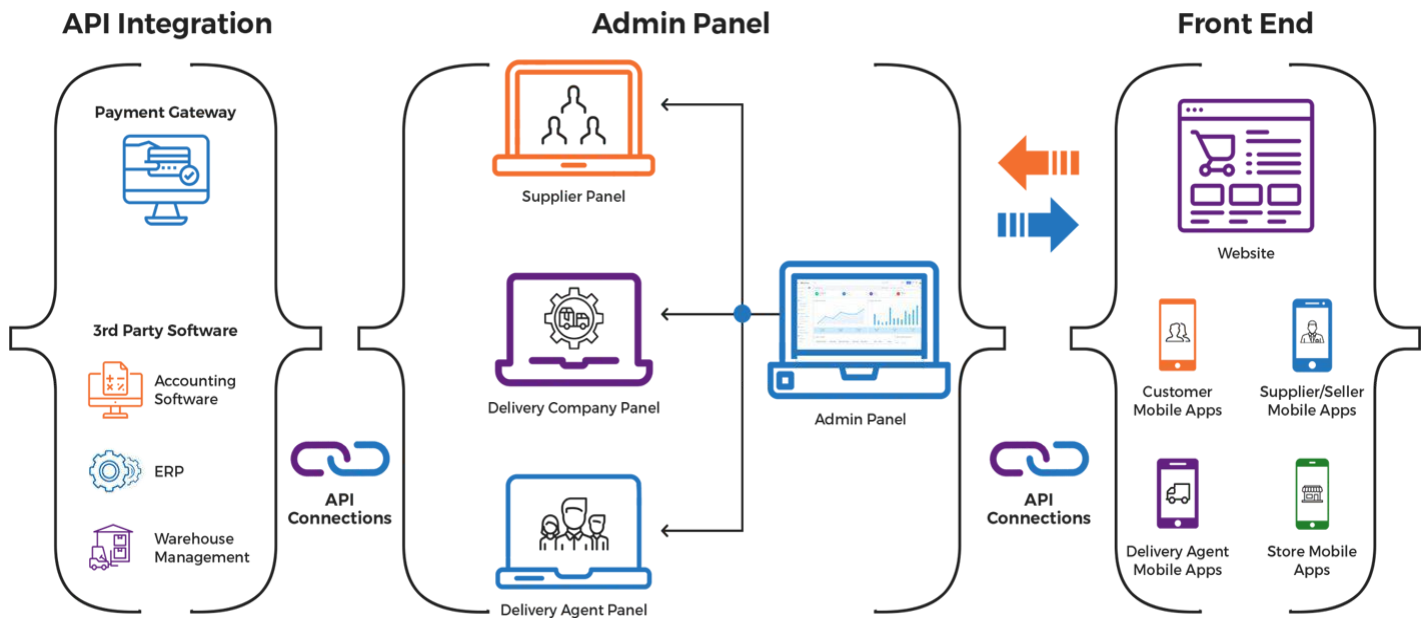 API Integration
Payment Gateway
3rd Party Software
Accounting
Software
ERP
Warehouse
Management
API
Connections
Admin Panel
Supplier Panel
Delivery Company Panel
Delivery Agent Panel
Admin Panel
API
Connections
Front End
Website
Customer
Mobile Apps
Supplier/Seller
Mobile Apps
Delivery Agent
Mobile Apps
Store Mobile
Apps